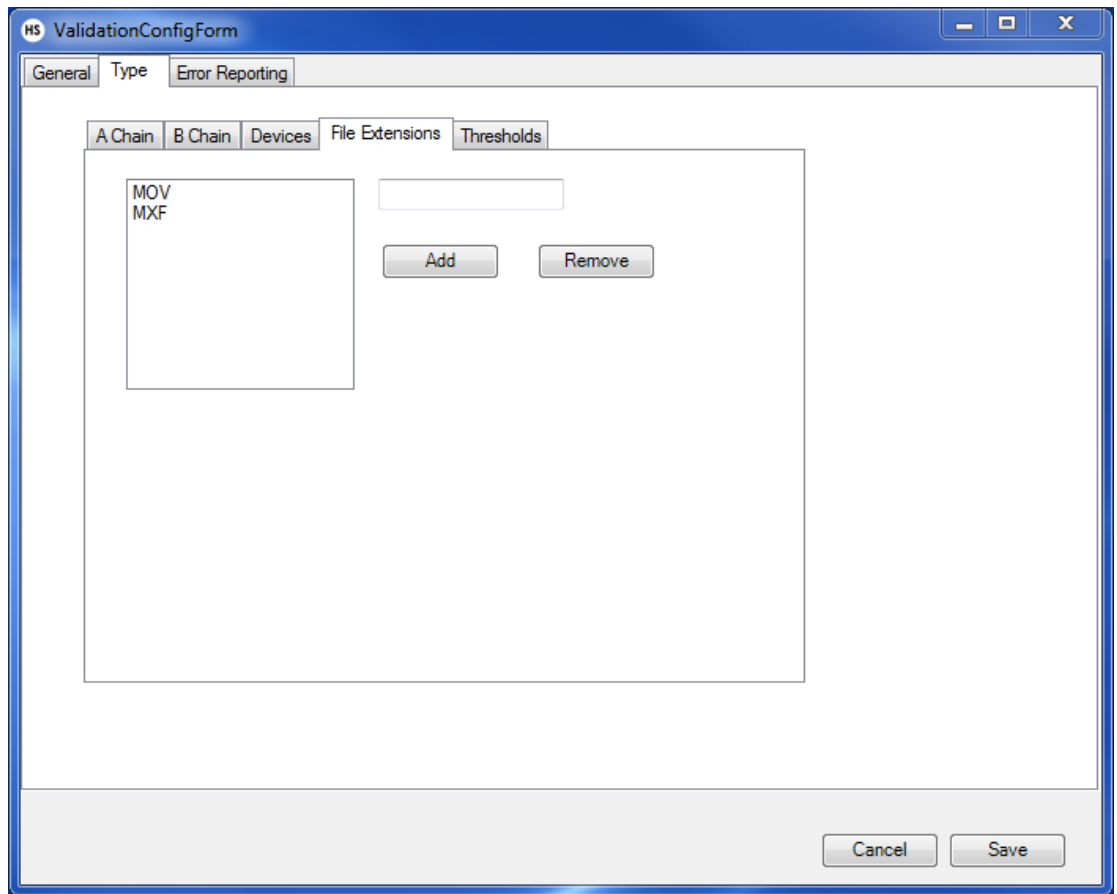 HS ValidationConfigForm
General Type Error Reporting
A Chain B Chain Devices File Extensions Thresholds
MOV
MXF
Add Remove
Cancel Save